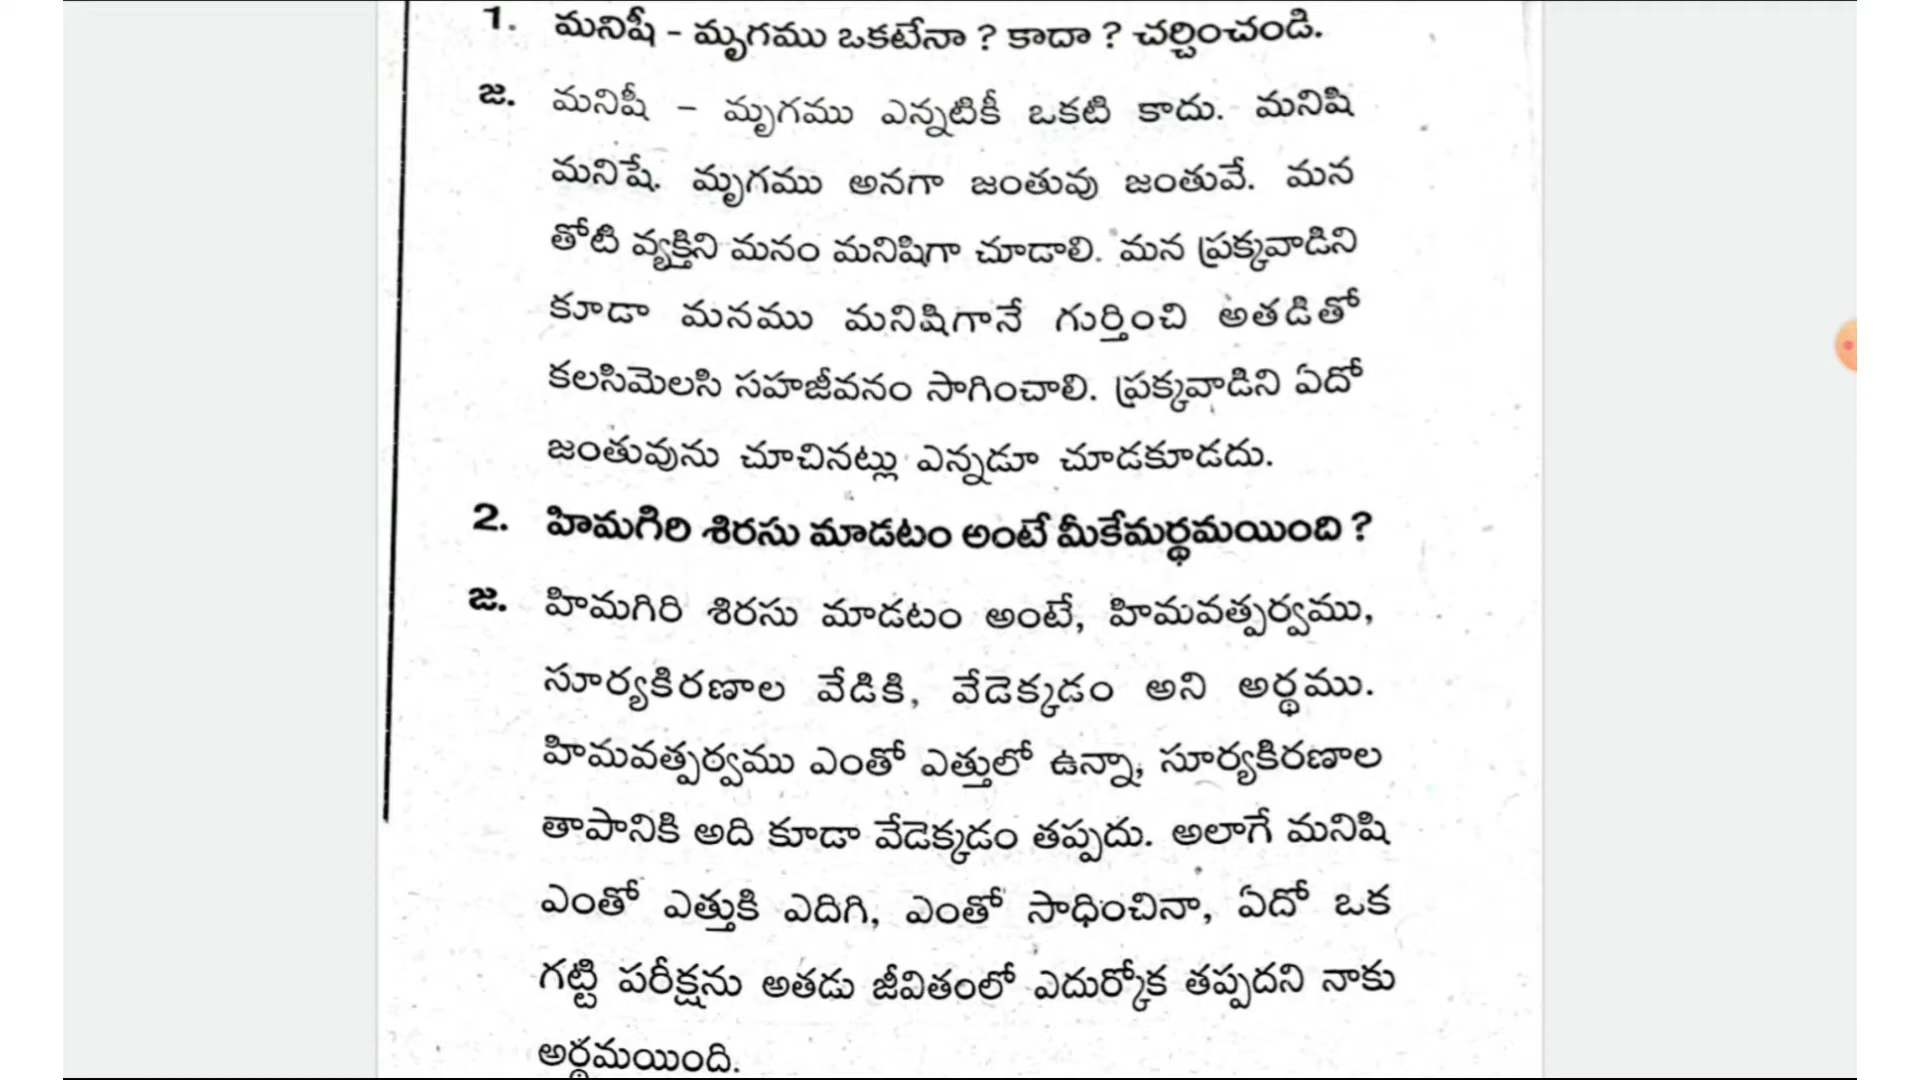 1. మనిషీ - మృగము ఒకటేనా ? కాదా ? చర్చించండి.
జ. మనిషీ – మృగము ఎన్నటికీ ఒకటి కాదు. మనిషి
మనిషే. మృగము అనగా జంతువు జంతువే. మన
తోటి వ్యక్తిని మనం మనిషిగా చూడాలి. మన ప్రక్కవాడిని
కూడా మనము మనిషిగానే గుర్తించి అతడితో
కలసిమెలసి సహజీవనం సాగించాలి. ప్రక్కవాడిని ఏదో
జంతువును చూచినట్లు ఎన్నడూ చూడకూడదు.
2. హిమగిరి శిరసు మాడటం అంటే మీకేమర్థమయింది ?
జ. హిమగిరి శిరసు మాడటం అంటే, హిమవత్పర్వము,
సూర్యకిరణాల వేడికి, వేడెక్కడం అని అర్థము.
హిమవత్పర్వము ఎంతో ఎత్తులో ఉన్నా, సూర్యకిరణాల
తాపానికి అది కూడా వేడెక్కడం తప్పదు. అలాగే మనిషి
ఎంతో ఎత్తుకి ఎదిగి, ఎంతో సాధించినా, ఏదో ఒక
గట్టి పరీక్షను అతడు జీవితంలో ఎదుర్కోక తప్పదని నాకు
అర్థమయింది.